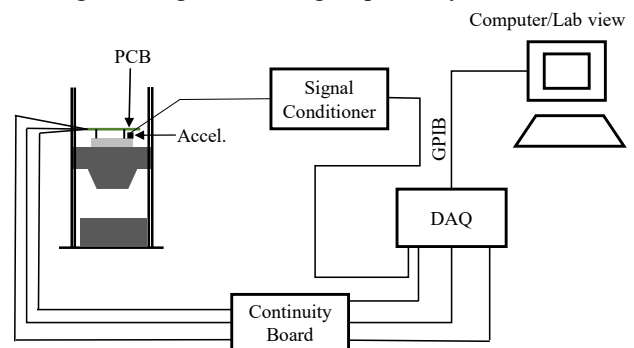 Computer/Lab view
PCB
Signal
Conditioner
Accel.
GPIB
DAQ
Continuity
Board